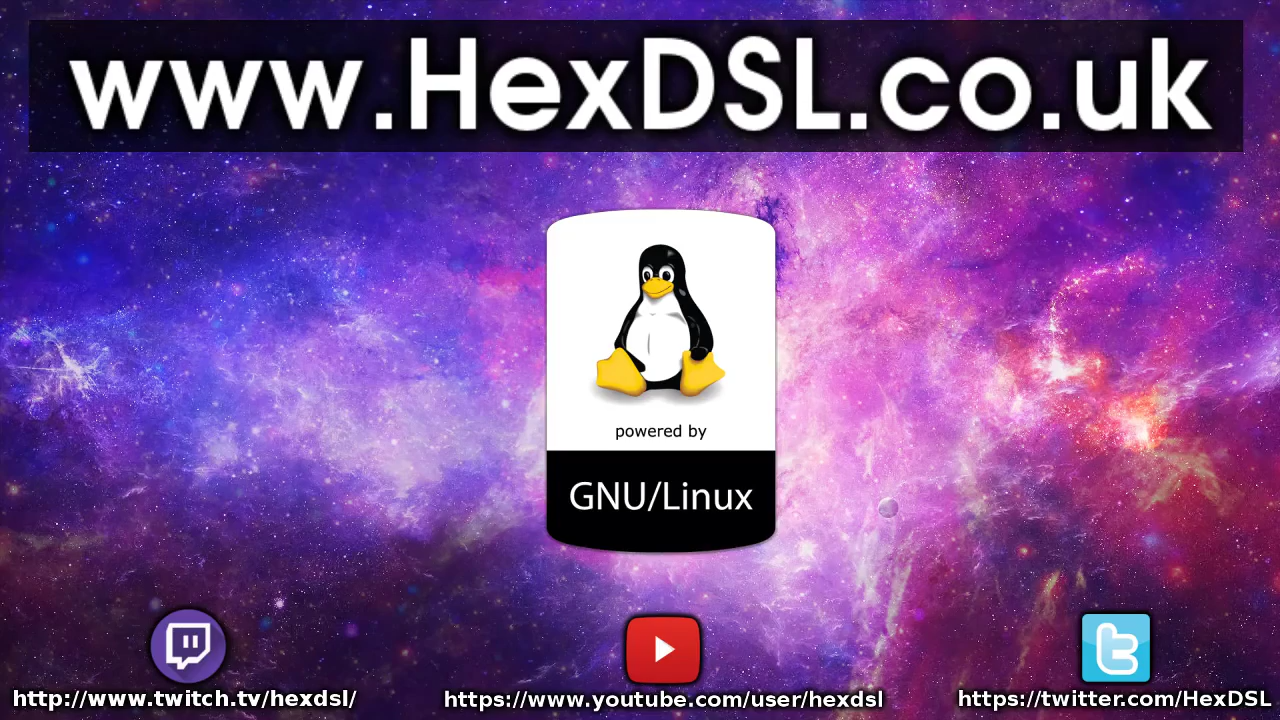 www.HexDSL.co.uk
powered by
GNU/Linux
http://www.twitch.tv/hexdsl/
https://www.youtube.com/user/hexdsl
https://twitter.com/HexDSL